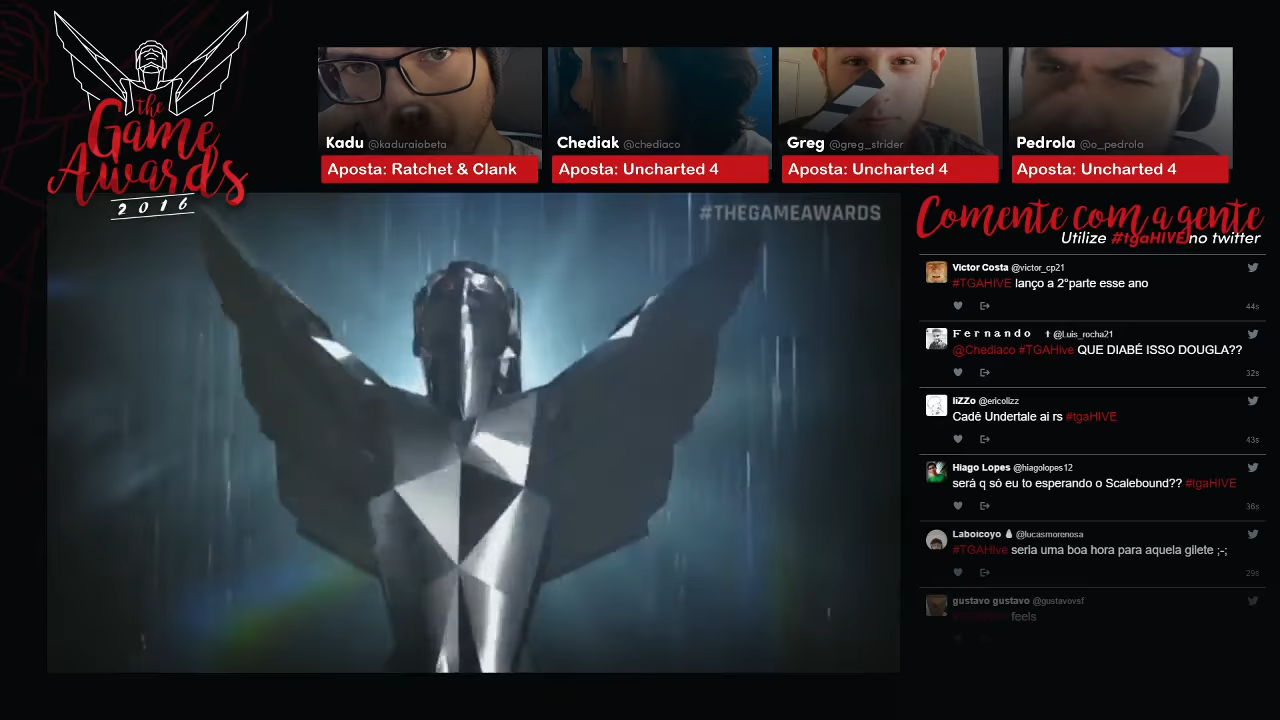 the
Game
Awards
2016
Kadu @kaduraiobeta
Aposta: Ratchet & Clank
Chediak @chediaco
Aposta: Uncharted 4
Greg @greg_strider
Aposta: Uncharted 4
Pedrola @o_pedrola
Aposta: Uncharted 4
#THEGAMEAWARDS
Comente com a gente
Utilize #tgaHIVE no twitter
Victor Costa @victor_cp21
#TGAHIVE lanço a 2°parte esse ano
44s
Fernando ✝ @Luis_rocha21
@Chediaco #TGAHive QUE DIABÉ ISSO DOUGLA??
32s
liZZo @ericolizz
Cadê Undertale ai rs #tgaHIVE
43s
Hiago Lopes @hiagolopes12
será q só eu to esperando o Scalebound?? #tgaHIVE
36s
Laboicoyo @lucasmorenosa
#TGAHive seria uma boa hora para aquela gilete ;-;
29s
gustavo gustavo @gustavovsf
feels